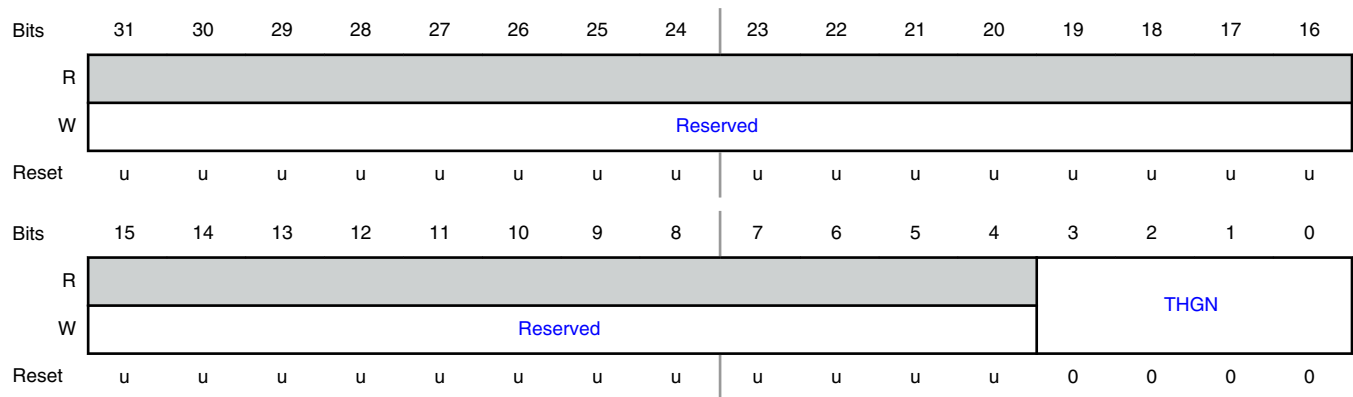 Bits 31 30 29 28 27 26 25 24 23 22 21 20 19 18 17 16
R
W Reserved
Reset u u u u u u u u u u u u u u u u
Bits 15 14 13 12 11 10 9 8 7 6 5 4 3 2 1 0
R
THGN
W Reserved
Reset u u u u u u u u u u u u 0 0 0 0